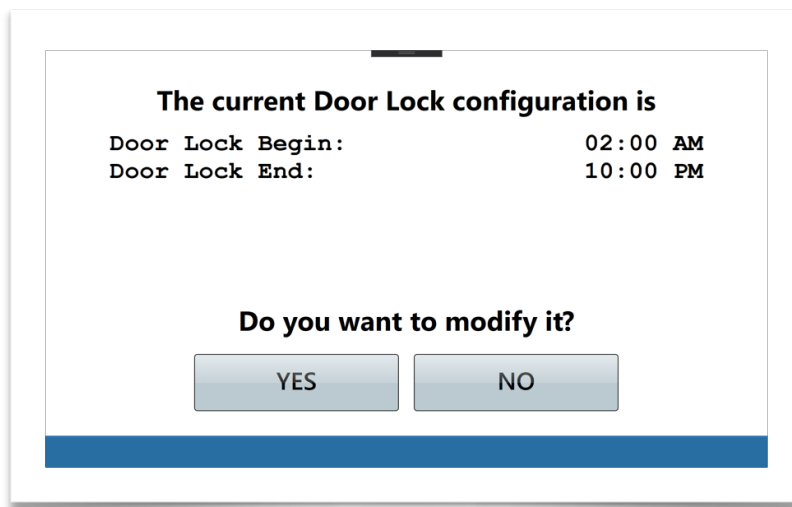 The current Door Lock configuration is
Door Lock Begin: 02:00 AM
Door Lock End: 10:00 PM
Do you want to modify it?
YES NO